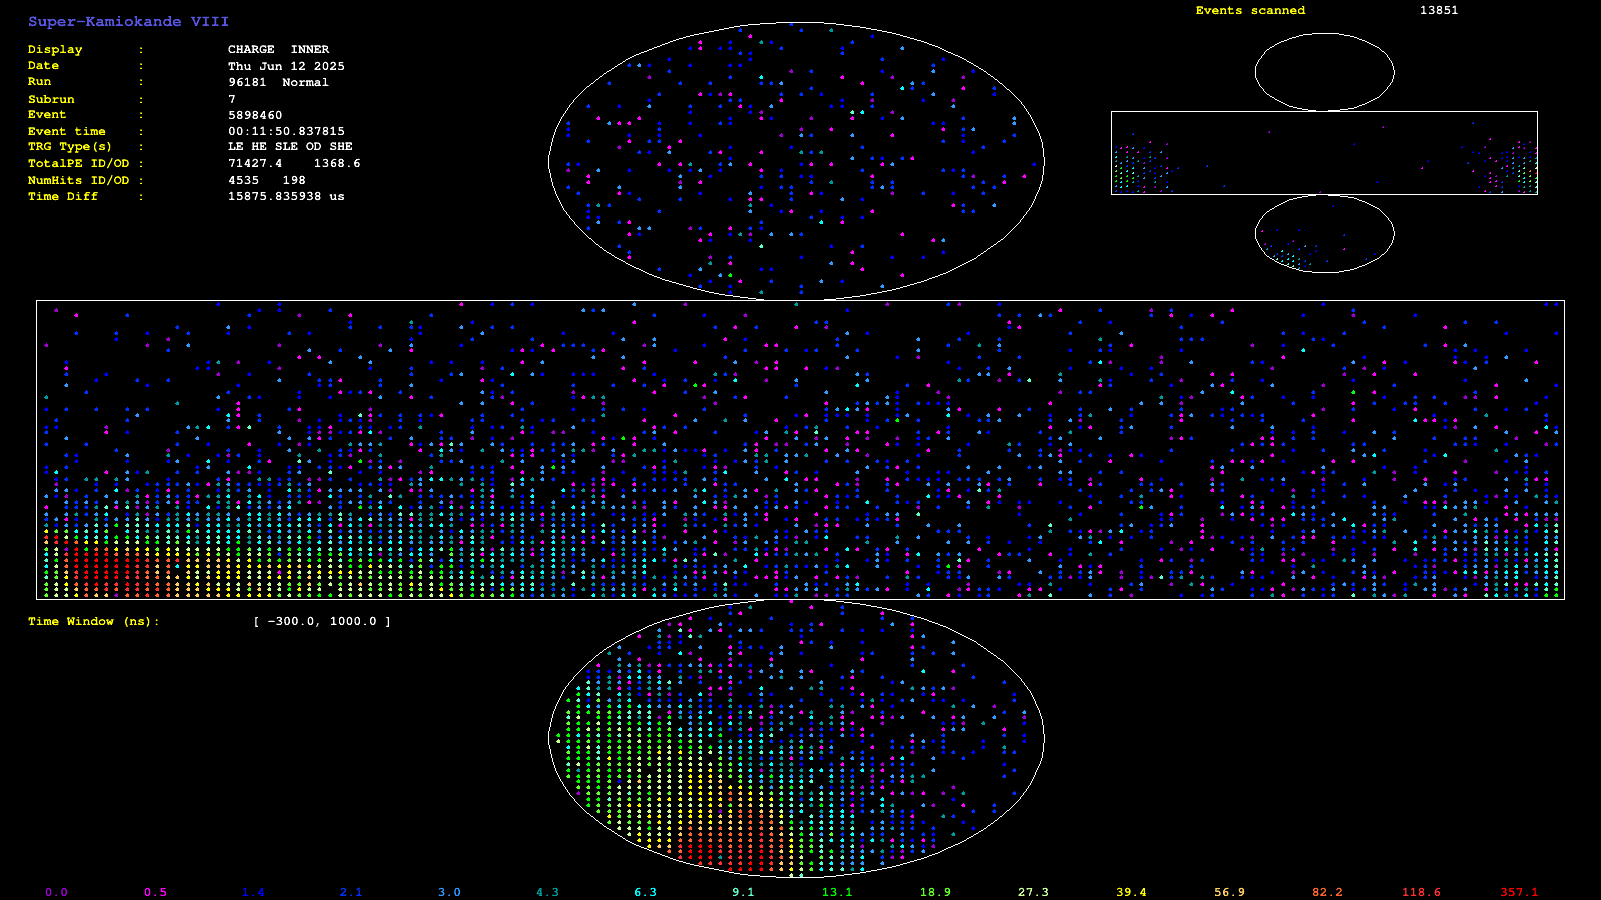 Super-Kamiokande VIII
Events scanned 13851
Display : CHARGE INNER
Date : Thu Jun 12 2025
Run : 96181 Normal
Subrun : 7
Event : 5898460
Event time : 00:11:50.837815
TRG Type(s) : LE HE SLE OD SHE
TotalPE ID/OD : 71427.4 1368.6
NumHits ID/OD : 4535 198
Time Diff : 15875.835938 us
Time Window (ns): [ -300.0, 1000.0 ]
0.0 0.5 1.4 2.1 3.0 4.3 6.3 9.1 13.1 18.9 27.3 39.4 56.9 82.2 118.6 357.1